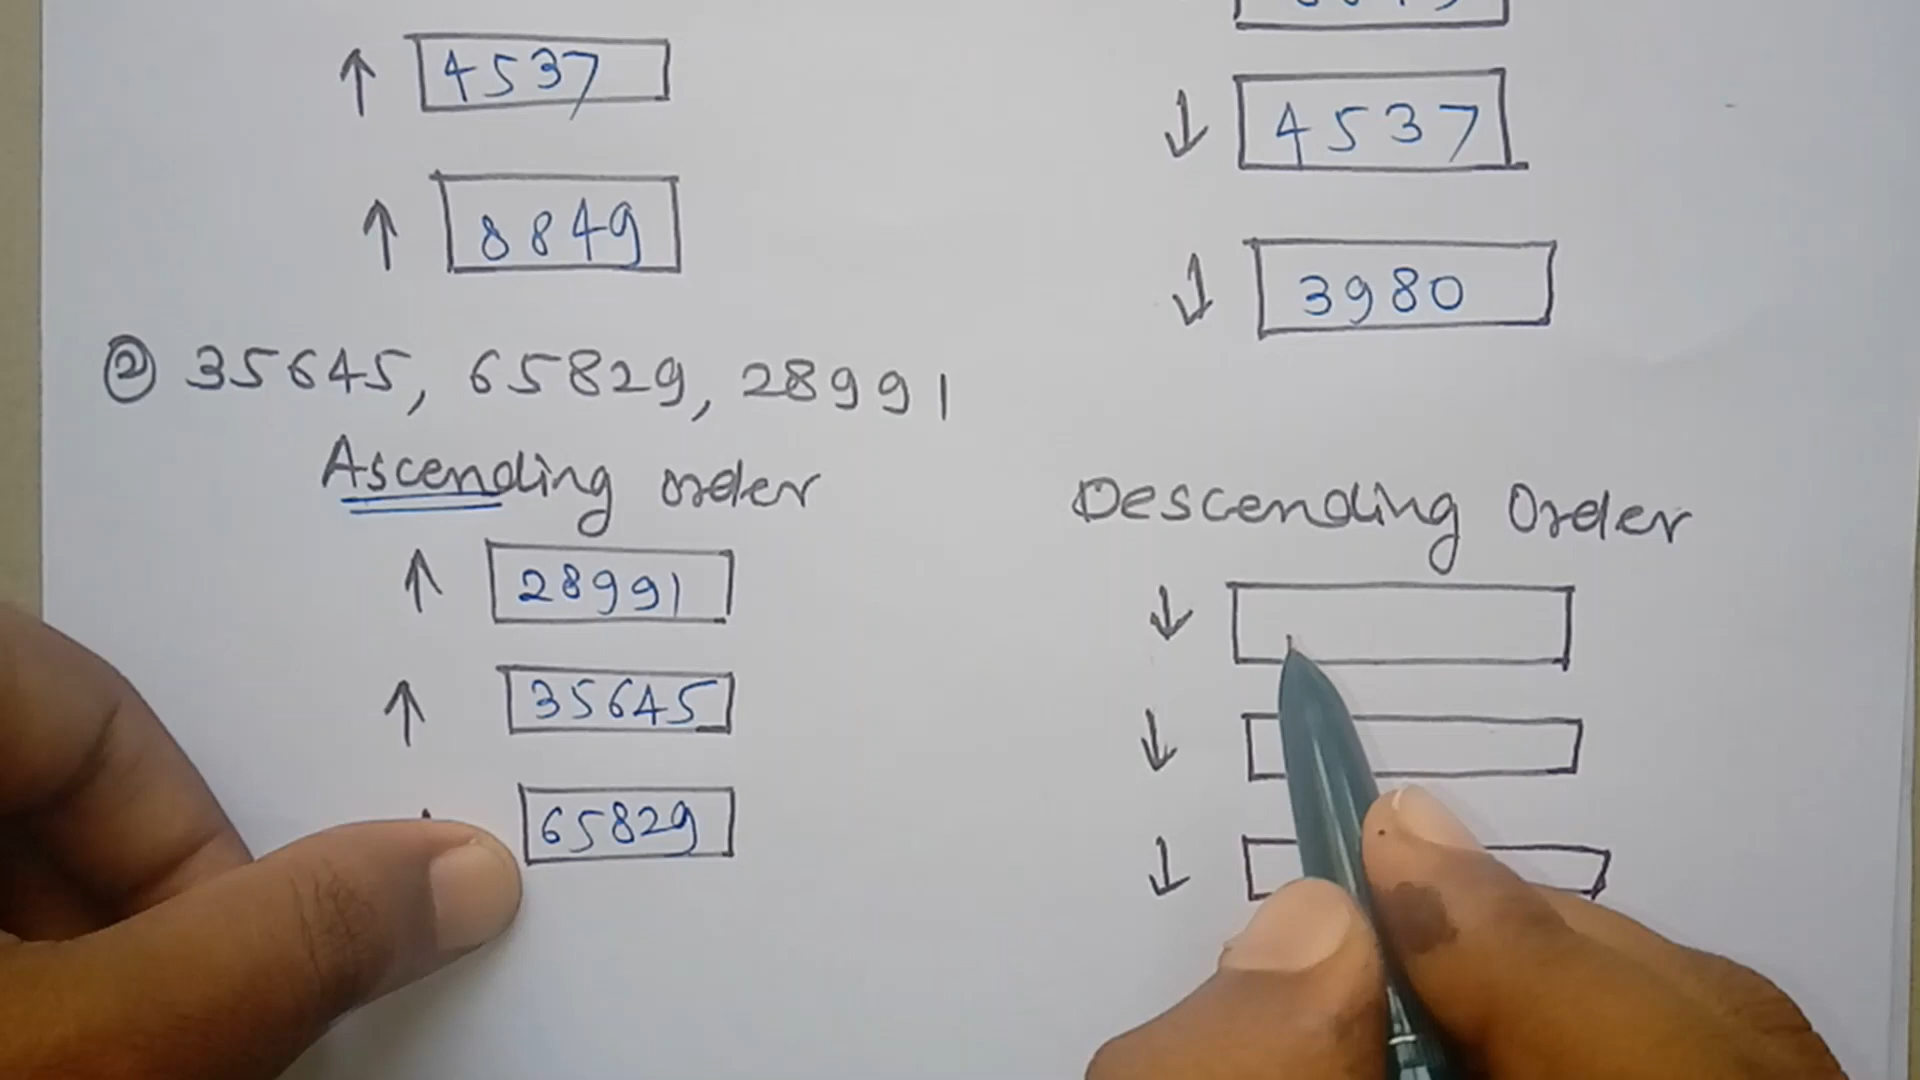 4537
8849
4537
3980
② 35645, 65829, 28991
Ascending order
28991
35645
65829
Descending Order